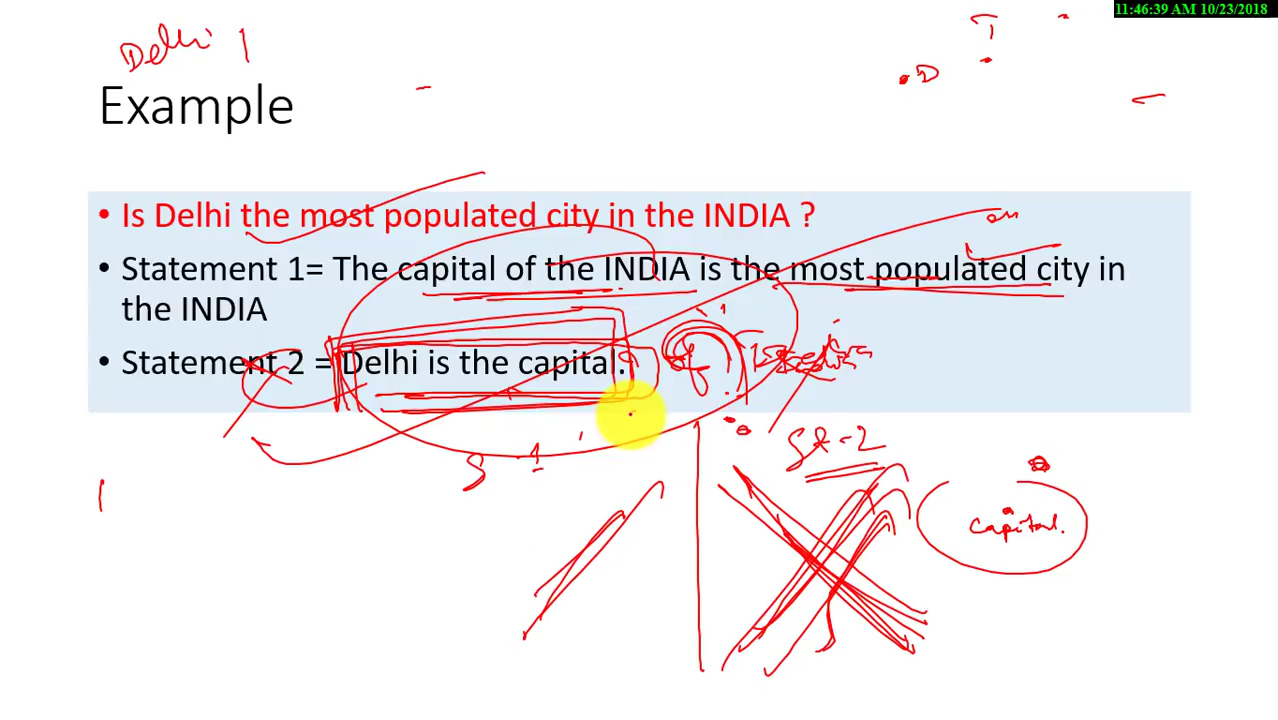 11:46:39 AM 10/23/2018
Delhi 1
T
D
Example
• Is Delhi the most populated city in the INDIA ?
• Statement 1= The capital of the INDIA is the most populated city in
the INDIA
• Statement 2 = Delhi is the capital.
of
S - 1
St - 2
Capital.